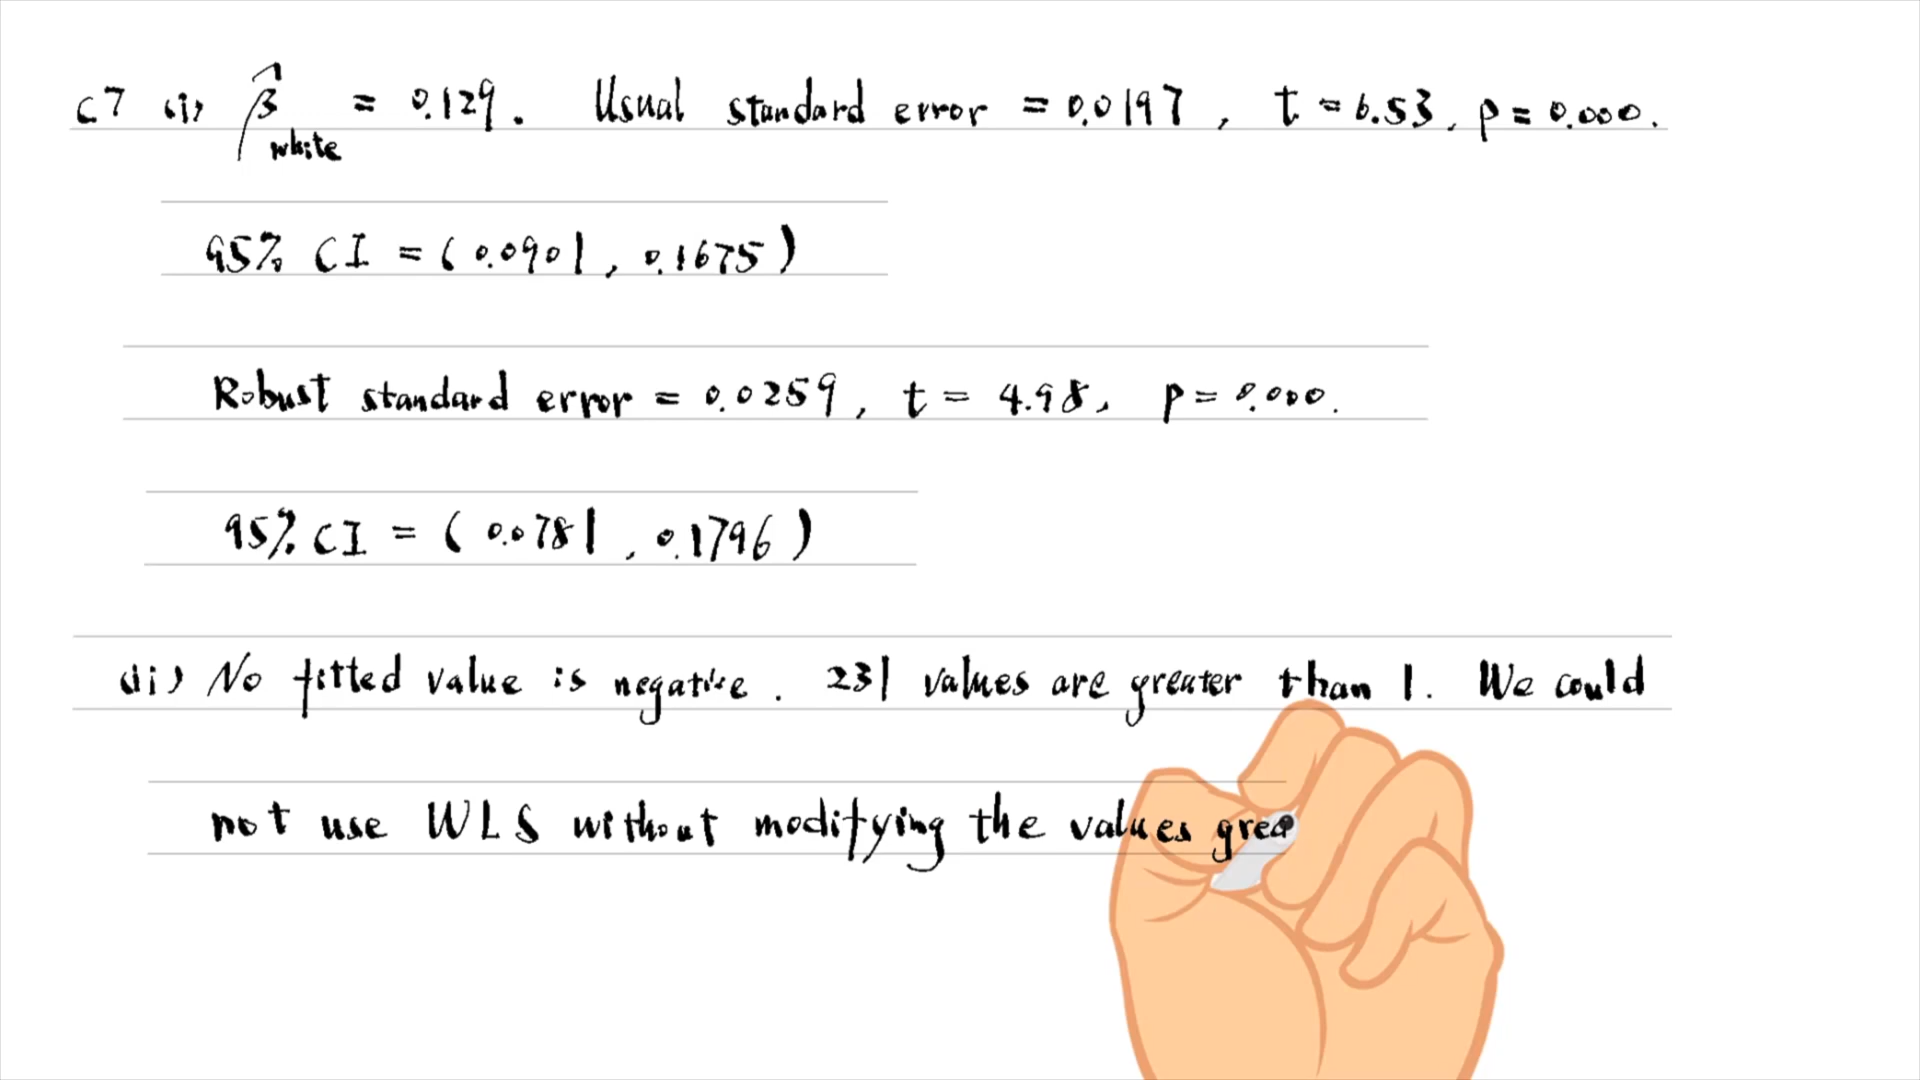 C7 (i) β̂white = 0.129. Usual standard error = 0.0197, t = 6.53, p = 0.000.
95% CI = (0.0901, 0.1675)
Robust standard error = 0.0259, t = 4.98, p = 0.000.
95% CI = (0.0781, 0.1796)
(ii) No fitted value is negative. 231 values are greater than 1. We could
not use WLS without modifying the values grea